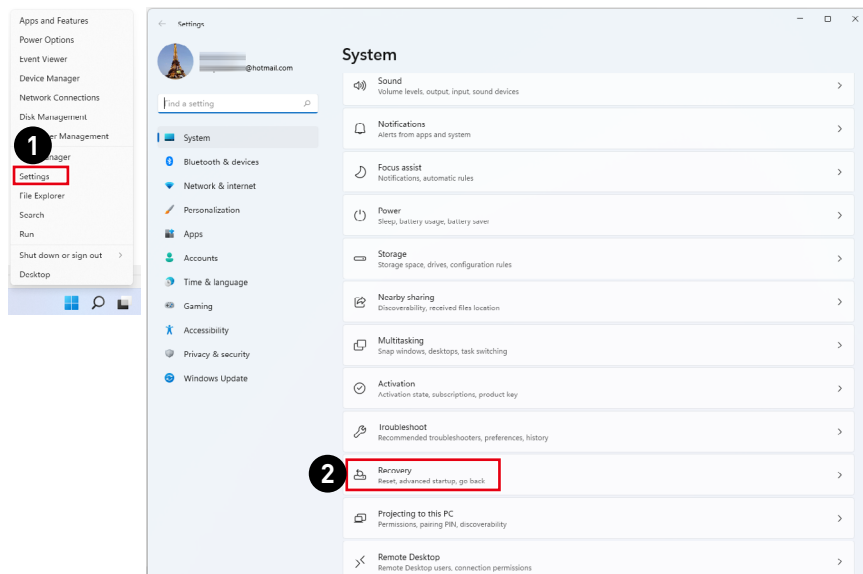 Apps and Features
Power Options
Event Viewer
Device Manager
Network Connections
Disk Management
Management
1
Settings
File Explorer
Search
Run
Shut down or sign out
Desktop
Settings
@hotmail.com
Find a setting
System
Bluetooth & devices
Network & internet
Personalization
Apps
Accounts
Time & language
Gaming
Accessibility
Privacy & security
Windows Update
System
Sound
Volume levels, output, input, sound devices
Notifications
Alerts from apps and system
Focus assist
Notifications, automatic rules
Power
Sleep, battery usage, battery saver
Storage
Storage space, drives, configuration rules
Nearby sharing
Discoverability, received files location
Multitasking
Snap windows, desktops, task switching
Activation
Activation state, subscriptions, product key
Troubleshoot
Recommended troubleshooters, preferences, history
2
Recovery
Reset, advanced startup, go back
Projecting to this PC
Permissions, pairing PIN, discoverability
Remote Desktop
Remote Desktop users, connection permissions